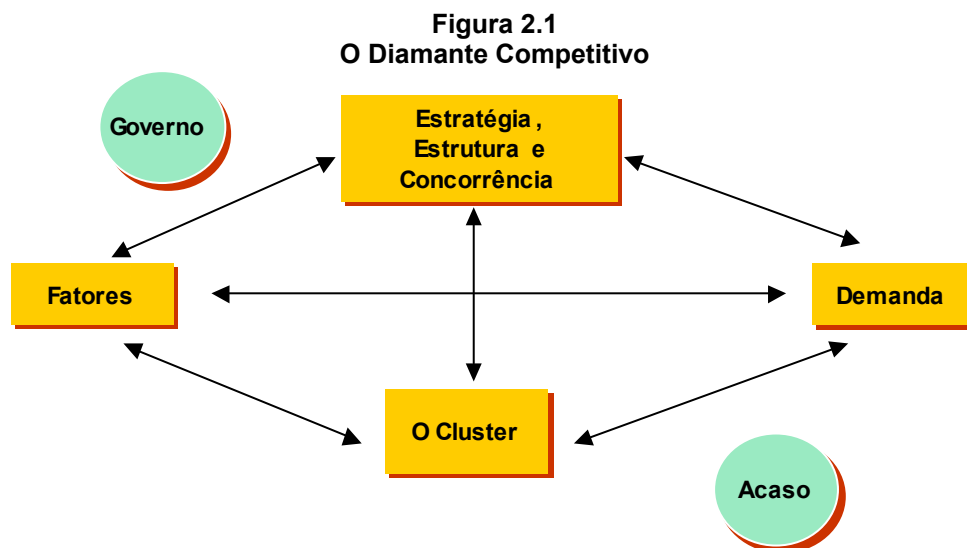 Figura 2.1
O Diamante Competitivo
Governo
Estratégia ,
Estrutura e
Concorrência
Fatores
Demanda
O Cluster
Acaso